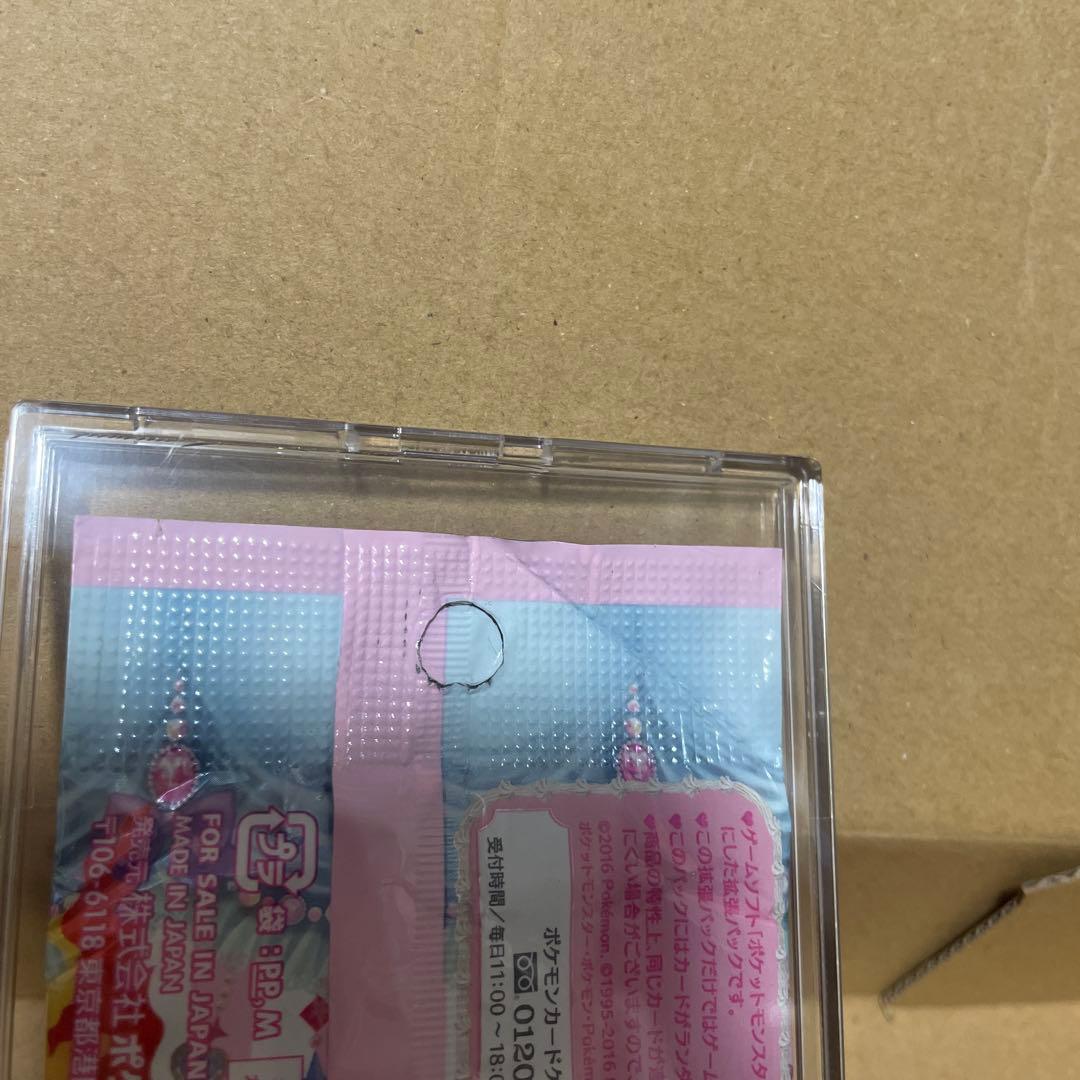 ♥ゲームソフト「ポケットモンスタ
にした拡張パックです。
♥この拡張パックだけではゲーム
♥このパックにはカードがランダ
♥商品の特性上、同じカードが
にくい場合がございますので、
©2016 Pokémon. ©1995-2016
ポケットモンスター・ポケモン・Pokém
ポケモンカードゲ
0120
受付時間/毎日11:00~18:0
プラ
袋:P.P,M
FOR SALE IN JAPAN
MADE IN JAPAN
発売元 株式会社ポケ
〒106-6118 東京都港